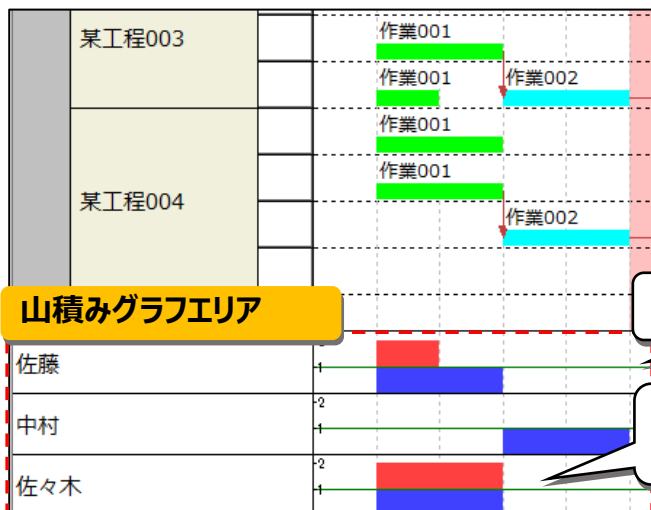 作業001
某工程003
作業001 作業002
作業001
作業001
某工程004
作業002
山積みグラフエリア
佐藤
1
2
中村
1
2
佐々木
1